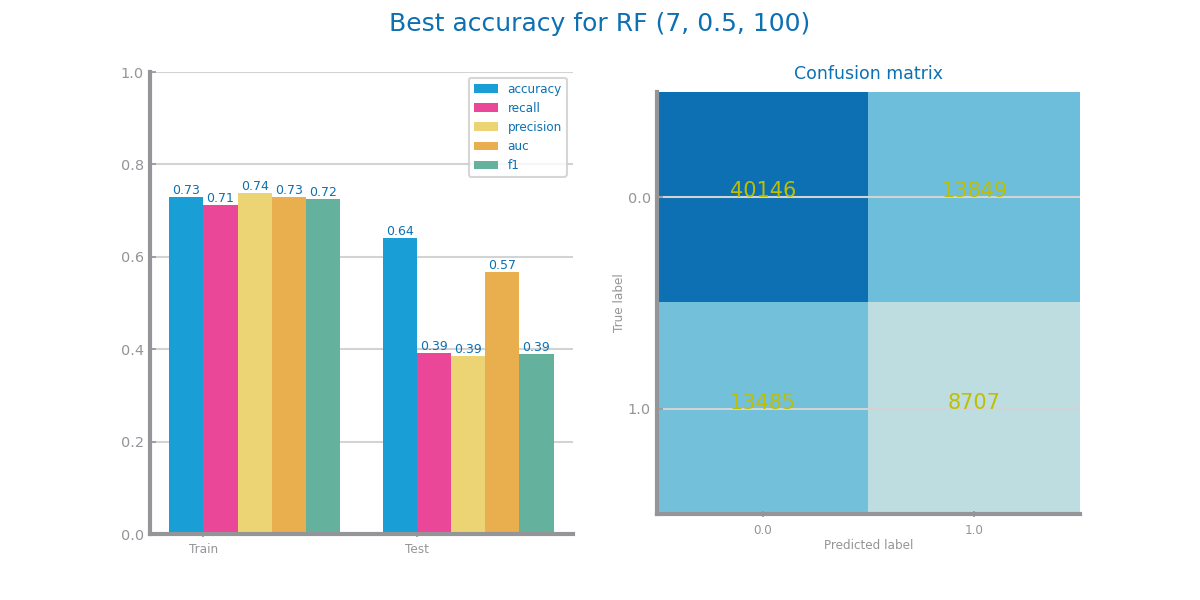 Best accuracy for RF (7, 0.5, 100)
1.0
0.8
0.6
0.4
0.2
0.0
accuracy
recall
precision
auc
f1
0.73
0.71
0.74
0.73
0.72
0.64
0.39
0.39
0.57
0.39
Train
Test
Confusion matrix
True label
0.0
1.0
40146
13849
13485
8707
0.0
1.0
Predicted label